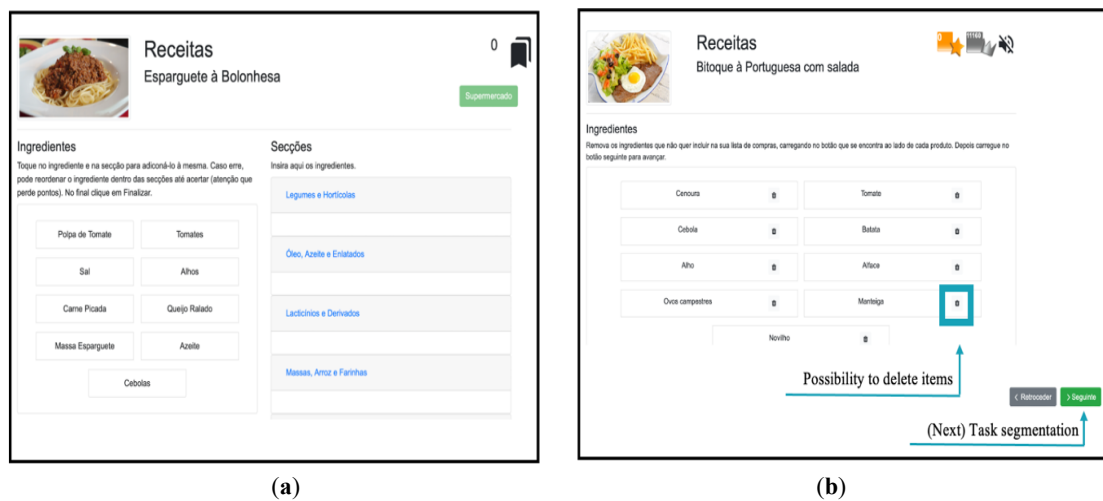 Receitas
Esparguete à Bolonhesa
0
Supermercado
Ingredientes
Toque no ingrediente e na secção para adiconá-lo à mesma. Caso erre,
pode reordenar o ingrediente dentro das secções até acertar (atenção que
perde pontos). No final clique em Finalizar.
Polpa de Tomate
Tomates
Sal
Alhos
Carne Picada
Queijo Ralado
Massa Esparguete
Azeite
Cebolas
Secções
Insira aqui os ingredientes.
Legumes e Hortícolas
Óleo, Azeite e Enlatados
Lacticínios e Derivados
Massas, Arroz e Farinhas
(a)
Receitas
Bitoque à Portuguesa com salada
0
11160
Ingredientes
Remova os ingredientes que não quer incluir na sua lista de compras, carregando no botão que se encontra ao lado de cada produto. Depois carregue no
botão seguinte para avançar.
Cenoura
Tomate
Cebola
Batata
Alho
Alface
Ovos campestres
Manteiga
Novilho
Possibility to delete items
< Retroceder
> Seguinte
(Next) Task segmentation
(b)